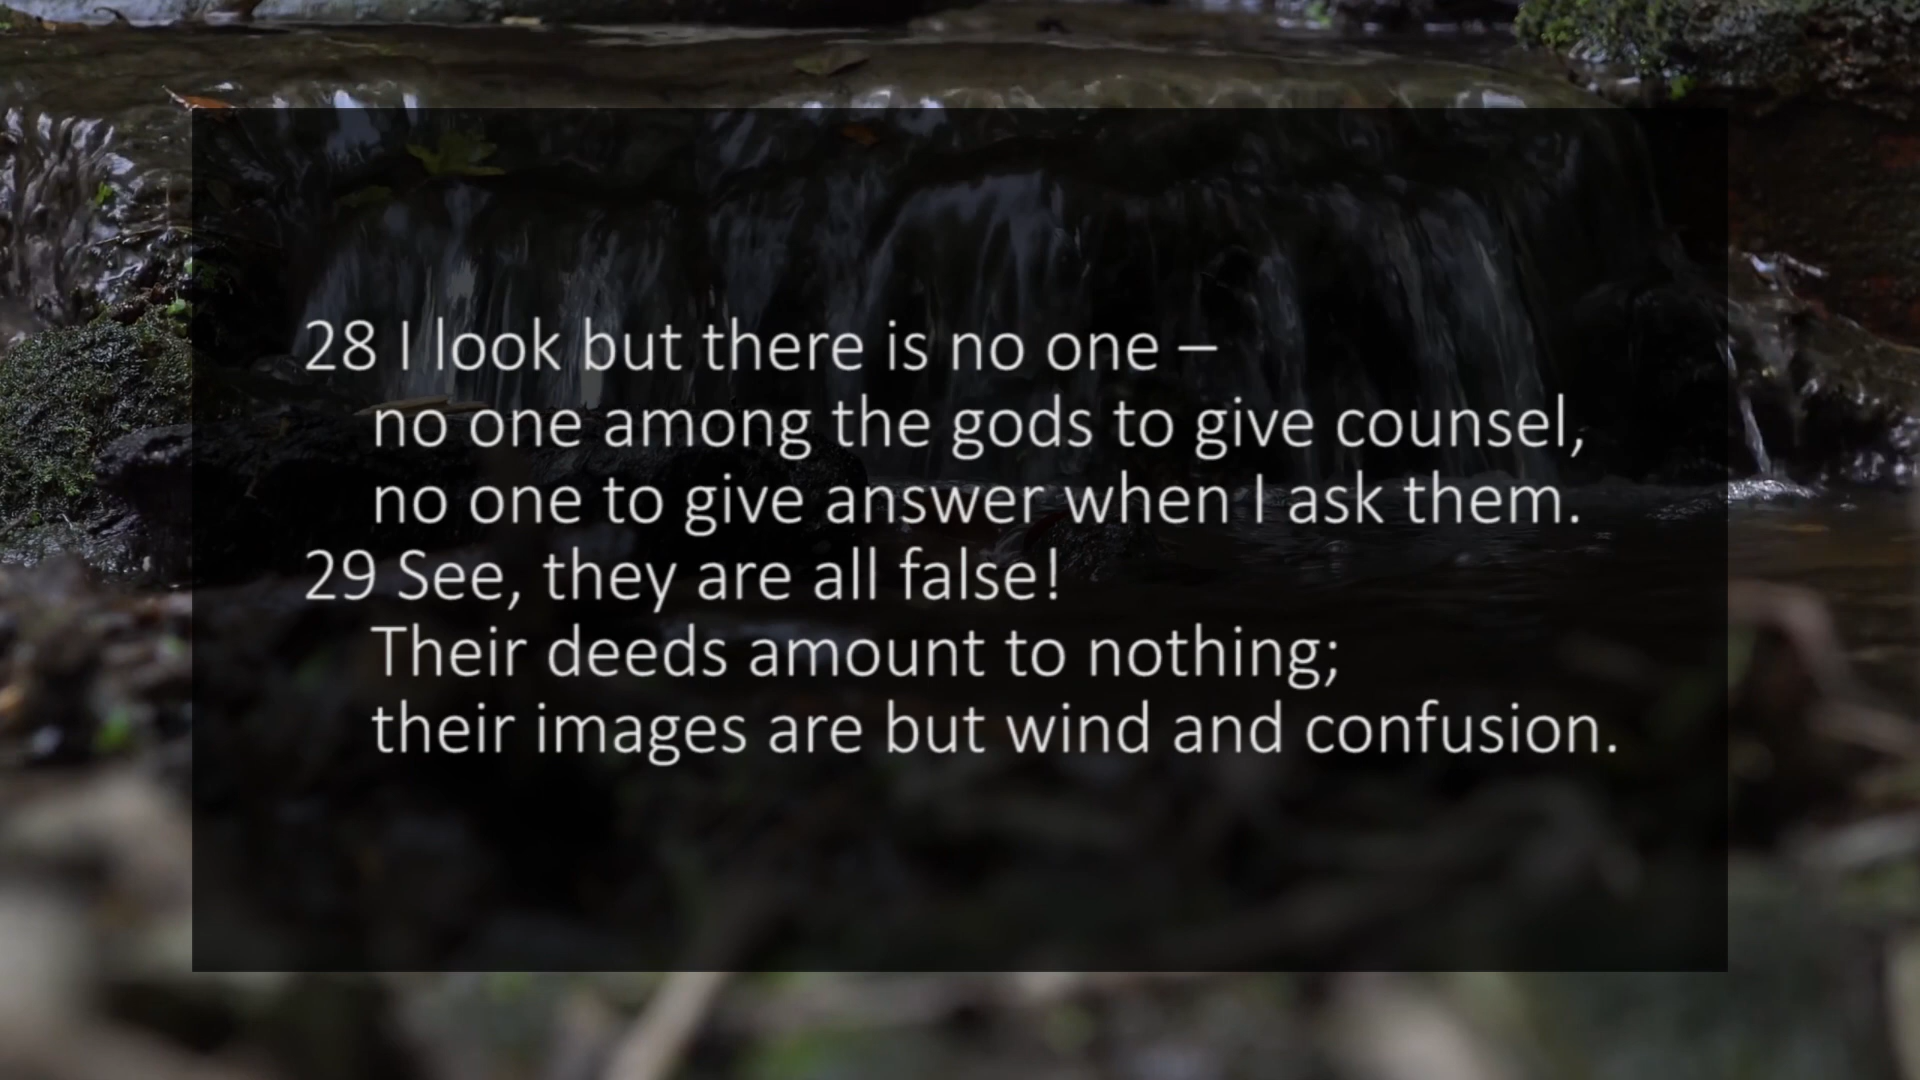 28 I look but there is no one –
no one among the gods to give counsel,
no one to give answer when I ask them.
29 See, they are all false!
Their deeds amount to nothing;
their images are but wind and confusion.